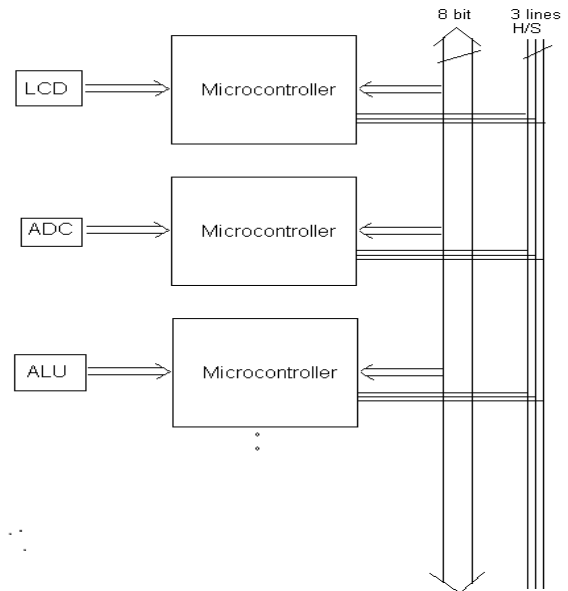 8 bit
3 lines
H/S
LCD
Microcontroller
ADC
Microcontroller
ALU
Microcontroller